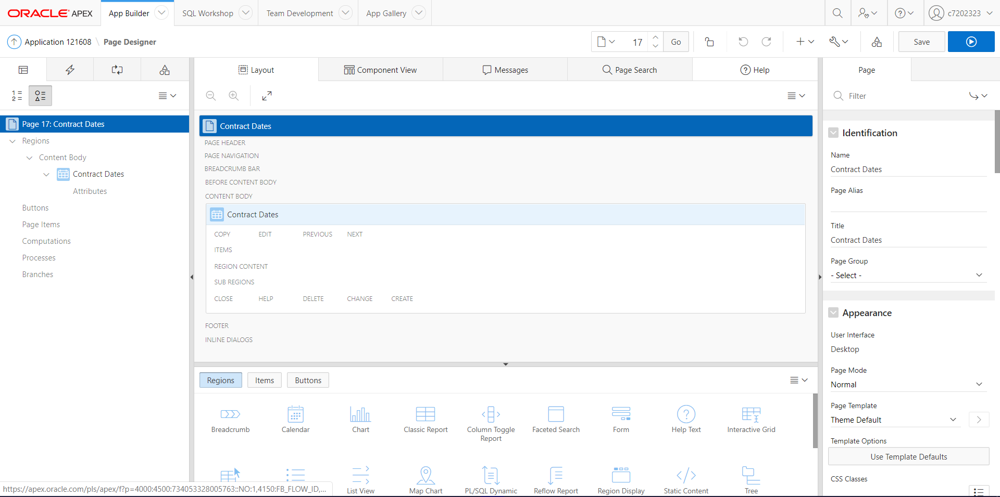 ORACLE APEX
App Builder
SQL Workshop
Team Development
App Gallery
c7202323
Application 121608 \ Page Designer
17
Go
Save
Layout
Component View
Messages
Page Search
Help
Page
1
2
Filter
Page 17: Contract Dates
Regions
Content Body
Contract Dates
Attributes
Buttons
Page Items
Computations
Processes
Branches
Contract Dates
PAGE HEADER
PAGE NAVIGATION
BREADCRUMB BAR
BEFORE CONTENT BODY
CONTENT BODY
Contract Dates
COPY EDIT PREVIOUS NEXT
ITEMS
REGION CONTENT
SUB REGIONS
CLOSE HELP DELETE CHANGE CREATE
FOOTER
INLINE DIALOGS
Regions
Items
Buttons
Breadcrumb
Calendar
Chart
Classic Report
Column Toggle
Report
Faceted Search
Form
Help Text
Interactive Grid
List View
Map Chart
PL/SQL Dynamic
Reflow Report
Region Display
Static Content
Tree
Identification
Name
Contract Dates
Page Alias
Title
Contract Dates
Page Group
- Select -
Appearance
User Interface
Desktop
Page Mode
Normal
Page Template
Theme Default
Template Options
Use Template Defaults
CSS Classes
https://apex.oracle.com/pls/apex/f?p=4000:4500:734053328005763::NO:1,4150:FB_FLOW_ID,...